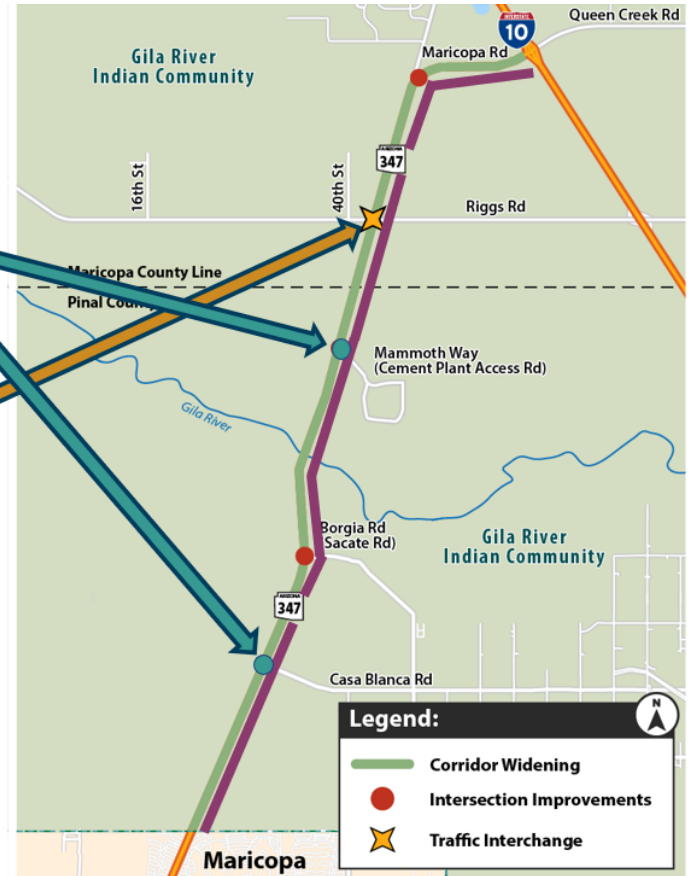 Queen Creek Rd
INTERSTATE
10
Maricopa Rd
Gila River
Indian Community
ARIZONA
347
16th St
40th St
Riggs Rd
Maricopa County Line
Pinal Coun
Mammoth Way
(Cement Plant Access Rd)
Gila River
Borgia Rd
Sacate Rd)
Gila River
Indian Community
ARIZONA
347
Casa Blanca Rd
Legend:
N
Corridor Widening
Intersection Improvements
Traffic Interchange
Maricopa